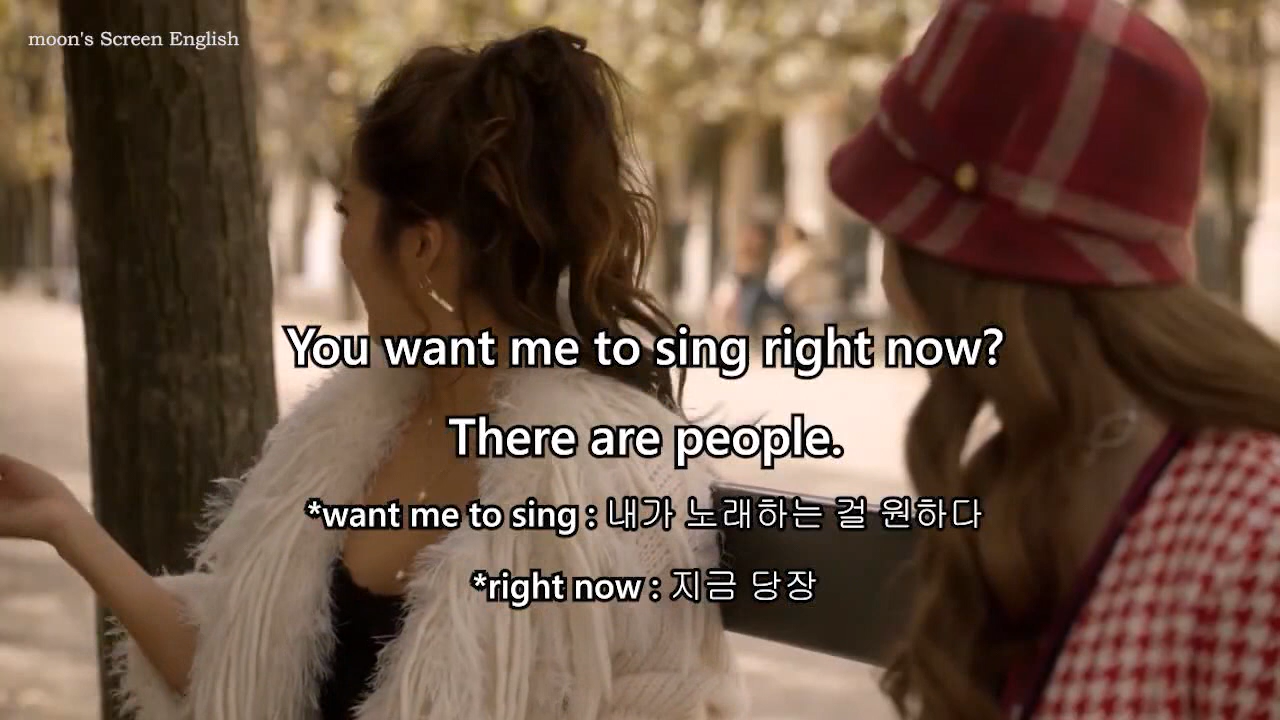 moon's Screen English
You want me to sing right now?
There are people.
*want me to sing : 내가 노래하는 걸 원하다
*right now : 지금 당장